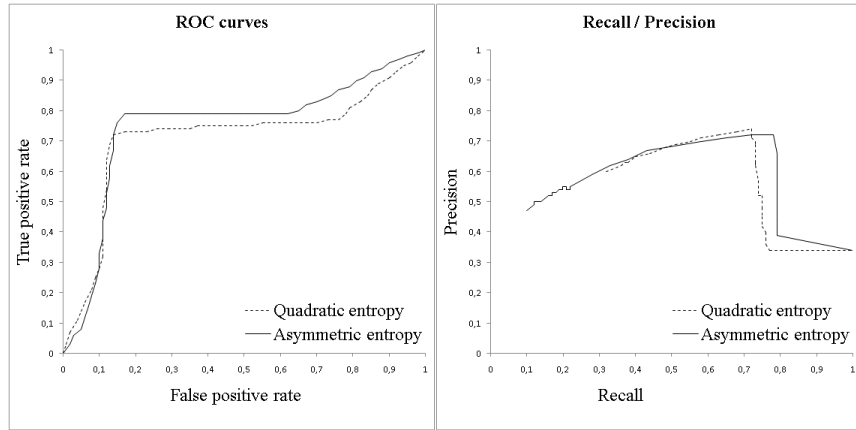 ROC curves
1
0,9
0,8
0,7
0,6
0,5
0,4
0,3
0,2
0,1
0
True positive rate
0 0,1 0,2 0,3 0,4 0,5 0,6 0,7 0,8 0,9 1
False positive rate
Quadratic entropy
Asymmetric entropy
Recall / Precision
1
0,9
0,8
0,7
0,6
0,5
0,4
0,3
0,2
0,1
0
Precision
0 0,1 0,2 0,3 0,4 0,5 0,6 0,7 0,8 0,9 1
Recall
Quadratic entropy
Asymmetric entropy